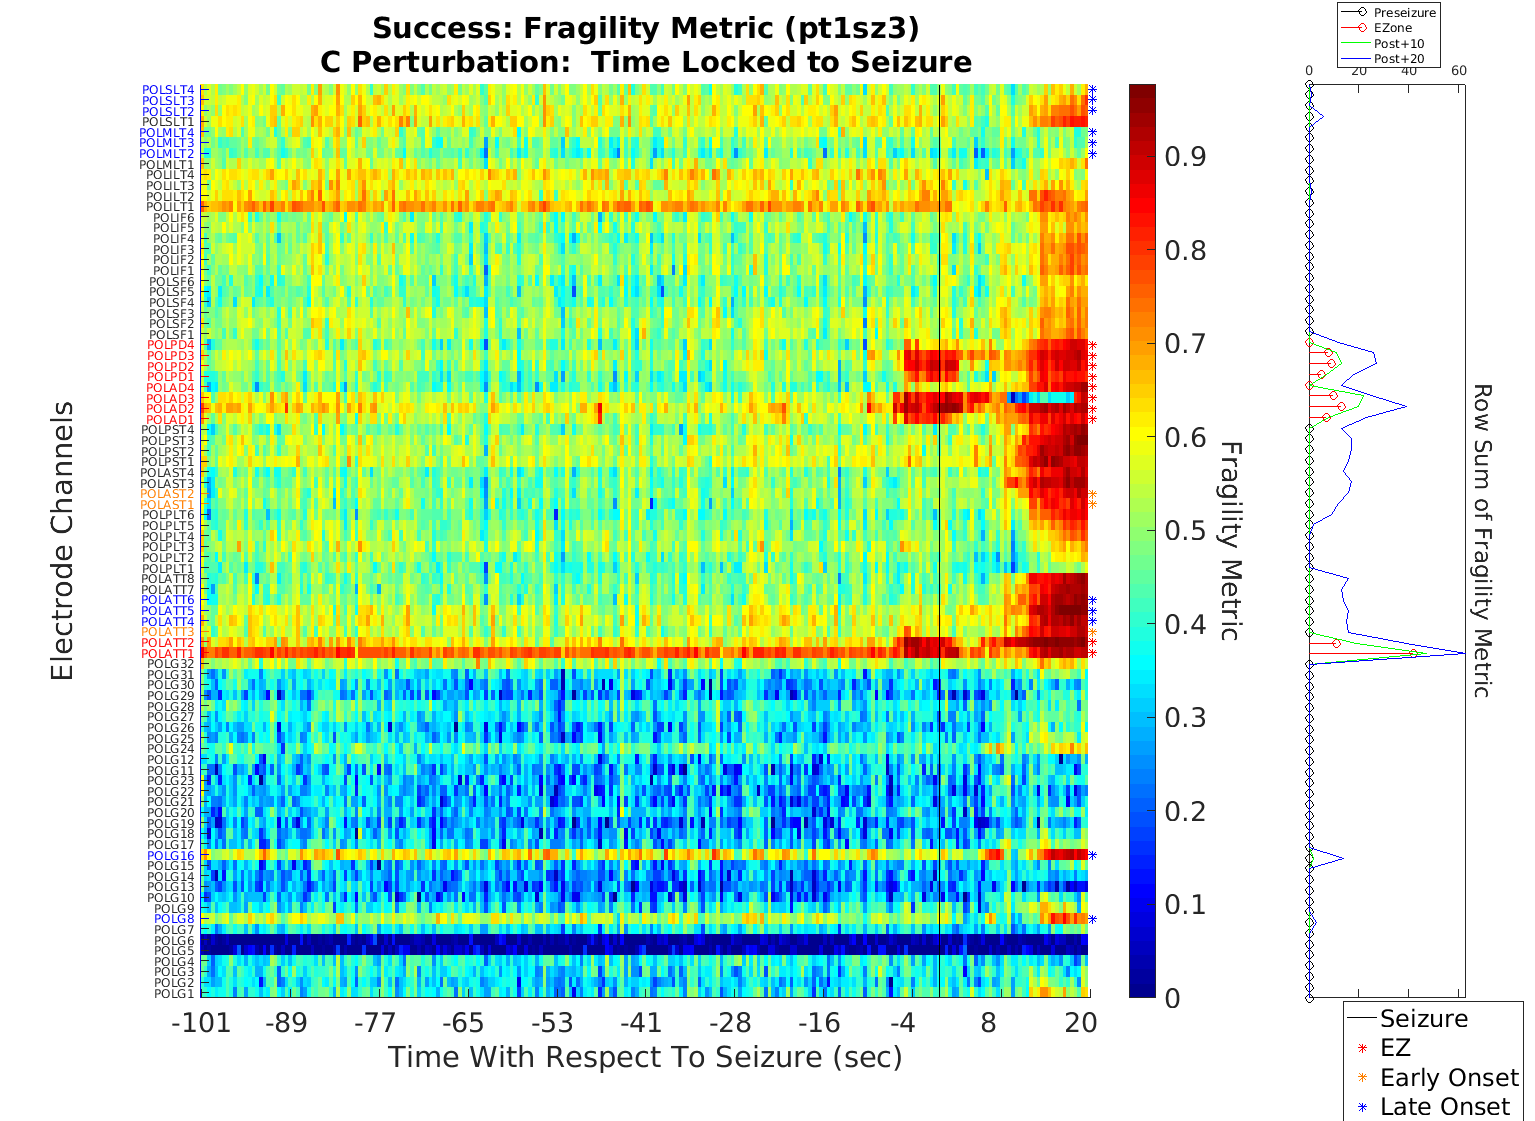 Success: Fragility Metric (pt1sz3)
C Perturbation:  Time Locked to Seizure
Preseizure
EZone
Post+10
Post+20
0 20 40 60
POLSLT4
POLSLT3
POLSLT2
POLSLT1
POLMLT4
POLMLT3
POLMLT2
POLMLT1
POLILT4
POLILT3
POLILT2
POLILT1
POLIF6
POLIF5
POLIF4
POLIF3
POLIF2
POLIF1
POLSF6
POLSF5
POLSF4
POLSF3
POLSF2
POLSF1
POLPD4
POLPD3
POLPD2
POLPD1
POLAD4
POLAD3
POLAD2
POLAD1
POLPST4
POLPST3
POLPST2
POLPST1
POLAST4
POLAST3
POLAST2
POLAST1
POLPLT6
POLPLT5
POLPLT4
POLPLT3
POLPLT2
POLPLT1
POLATT8
POLATT7
POLATT6
POLATT5
POLATT4
POLATT3
POLATT2
POLATT1
POLG32
POLG31
POLG30
POLG29
POLG28
POLG27
POLG26
POLG25
POLG24
POLG12
POLG11
POLG23
POLG22
POLG21
POLG20
POLG19
POLG18
POLG17
POLG16
POLG15
POLG14
POLG13
POLG10
POLG9
POLG8
POLG7
POLG6
POLG5
POLG4
POLG3
POLG2
POLG1
Electrode Channels
-101 -89 -77 -65 -53 -41 -28 -16 -4 8 20
Time With Respect To Seizure (sec)
0.9
0.8
0.7
0.6
0.5
0.4
0.3
0.2
0.1
0
Fragility Metric
Row Sum of Fragility Metric
Seizure
EZ
Early Onset
Late Onset